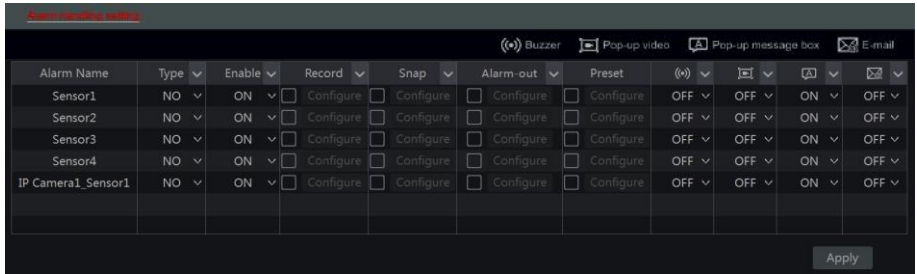 Buzzer Pop-up video Pop-up message box E-mail
Alarm Name Type Enable Record Snap Alarm-out Preset
Sensor1 NO ON Configure Configure Configure Configure OFF OFF ON OFF
Sensor2 NO ON Configure Configure Configure Configure OFF OFF ON OFF
Sensor3 NO ON Configure Configure Configure Configure OFF OFF ON OFF
Sensor4 NO ON Configure Configure Configure Configure OFF OFF ON OFF
IP Camera1_Sensor1 NO ON Configure Configure Configure Configure OFF OFF ON OFF
Apply